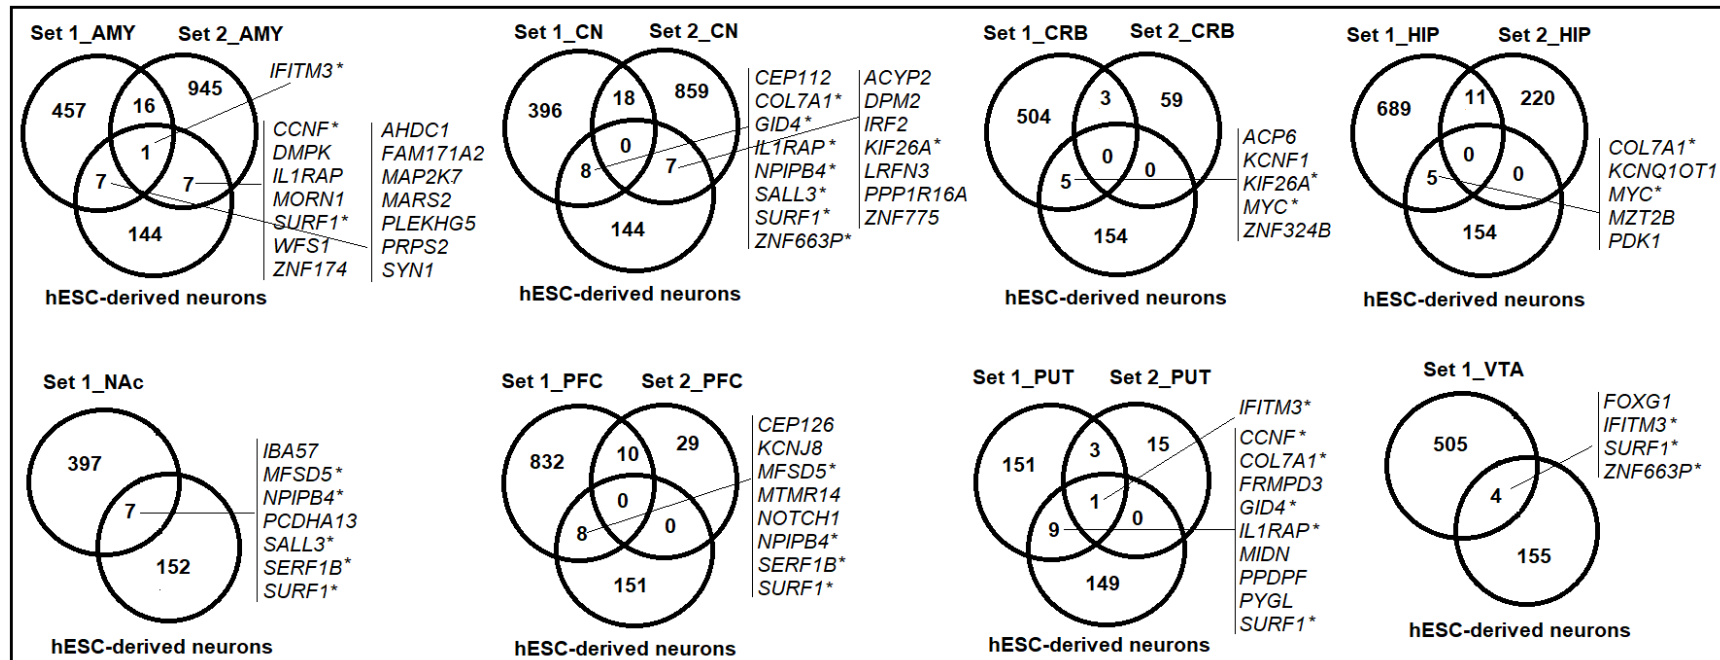 Set 1_AMY
Set 2_AMY
IFITM3*
457
16
945
1
7
7
144
CCNF*
DMPK
IL1RAP
MORN1
SURF1*
WFS1
ZNF174
AHDC1
FAM171A2
MAP2K7
MARS2
PLEKHG5
PRPS2
SYN1
hESC-derived neurons
Set 1_CN
Set 2_CN
396
18
859
0
8
7
144
CEP112
COL7A1*
GID4*
IL1RAP*
NPIPB4*
SALL3*
SURF1*
ZNF663P*
ACYP2
DPM2
IRF2
KIF26A*
LRFN3
PPP1R16A
ZNF775
hESC-derived neurons
Set 1_CRB
Set 2_CRB
504
3
59
0
5
0
154
ACP6
KCNF1
KIF26A*
MYC*
ZNF324B
hESC-derived neurons
Set 1_HIP
Set 2_HIP
689
11
220
0
5
0
154
COL7A1*
KCNQ1OT1
MYC*
MZT2B
PDK1
hESC-derived neurons
Set 1_NAc
397
7
152
IBA57
MFSD5*
NPIPB4*
PCDHA13
SALL3*
SERF1B*
SURF1*
hESC-derived neurons
Set 1_PFC
Set 2_PFC
832
10
29
0
8
0
151
CEP126
KCNJ8
MFSD5*
MTMR14
NOTCH1
NPIPB4*
SERF1B*
SURF1*
hESC-derived neurons
Set 1_PUT
Set 2_PUT
151
3
15
1
9
0
149
IFITM3*
CCNF*
COL7A1*
FRMPD3
GID4*
IL1RAP*
MIDN
PPDPF
PYGL
SURF1*
hESC-derived neurons
Set 1_VTA
505
4
155
FOXG1
IFITM3*
SURF1*
ZNF663P*
hESC-derived neurons